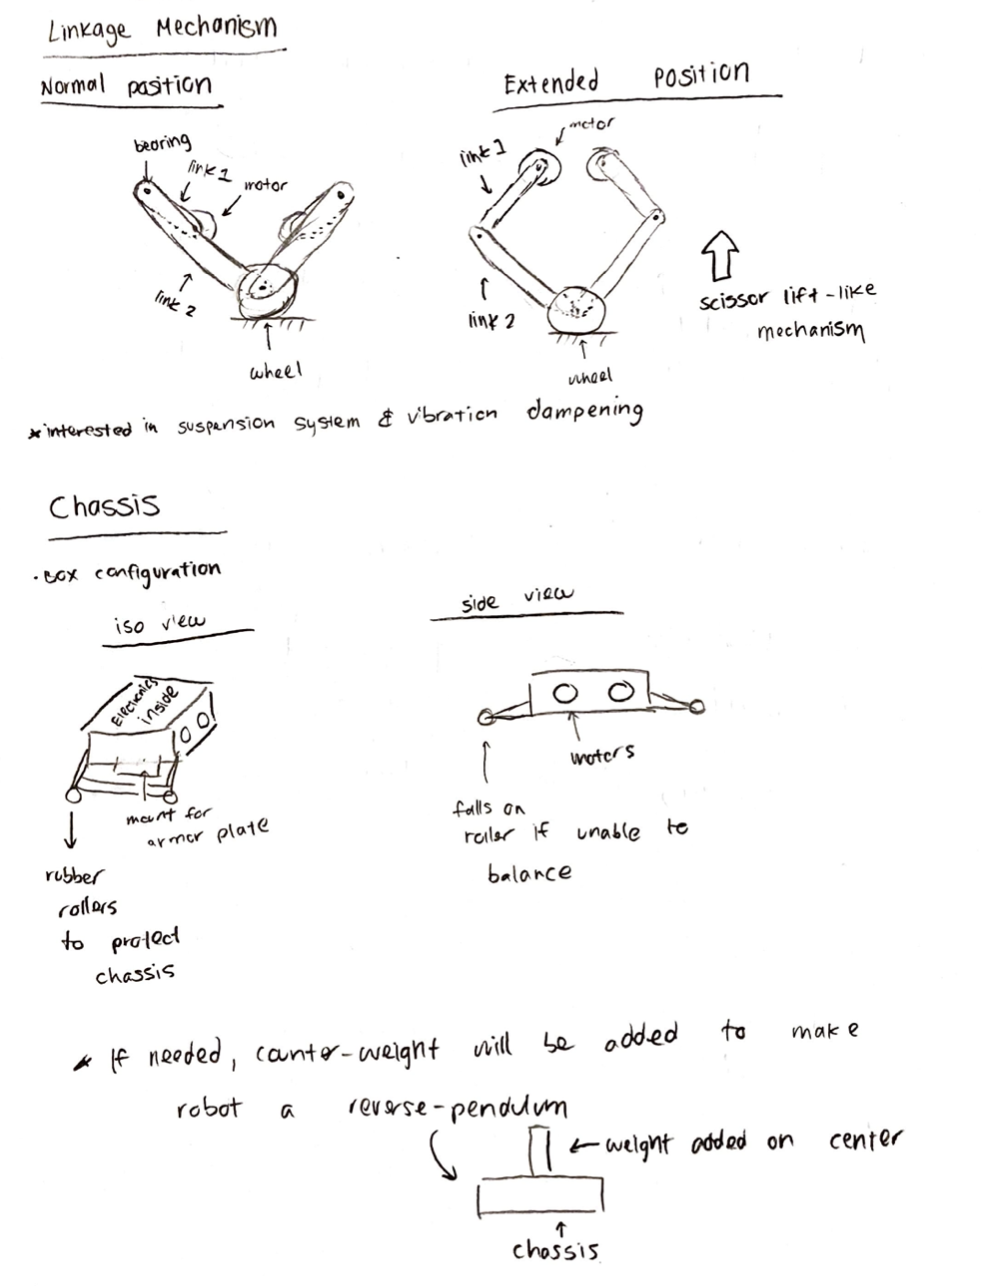 Linkage Mechanism
Normal position
Extended Position
bearing
link 1
motor
link 2
wheel
motor
link 1
link 2
wheel
scissor lift-like
mechanism
*interested in suspension system & vibration dampening
Chassis
• Box configuration
iso view
side view
Electronics
inside
mount for
armor plate
rubber
rollers
to protect
chassis
motors
falls on
roller if unable to
balance
* If needed, counter-weight will be added to make
robot a reverse-pendulum
← weight added on center
chassis